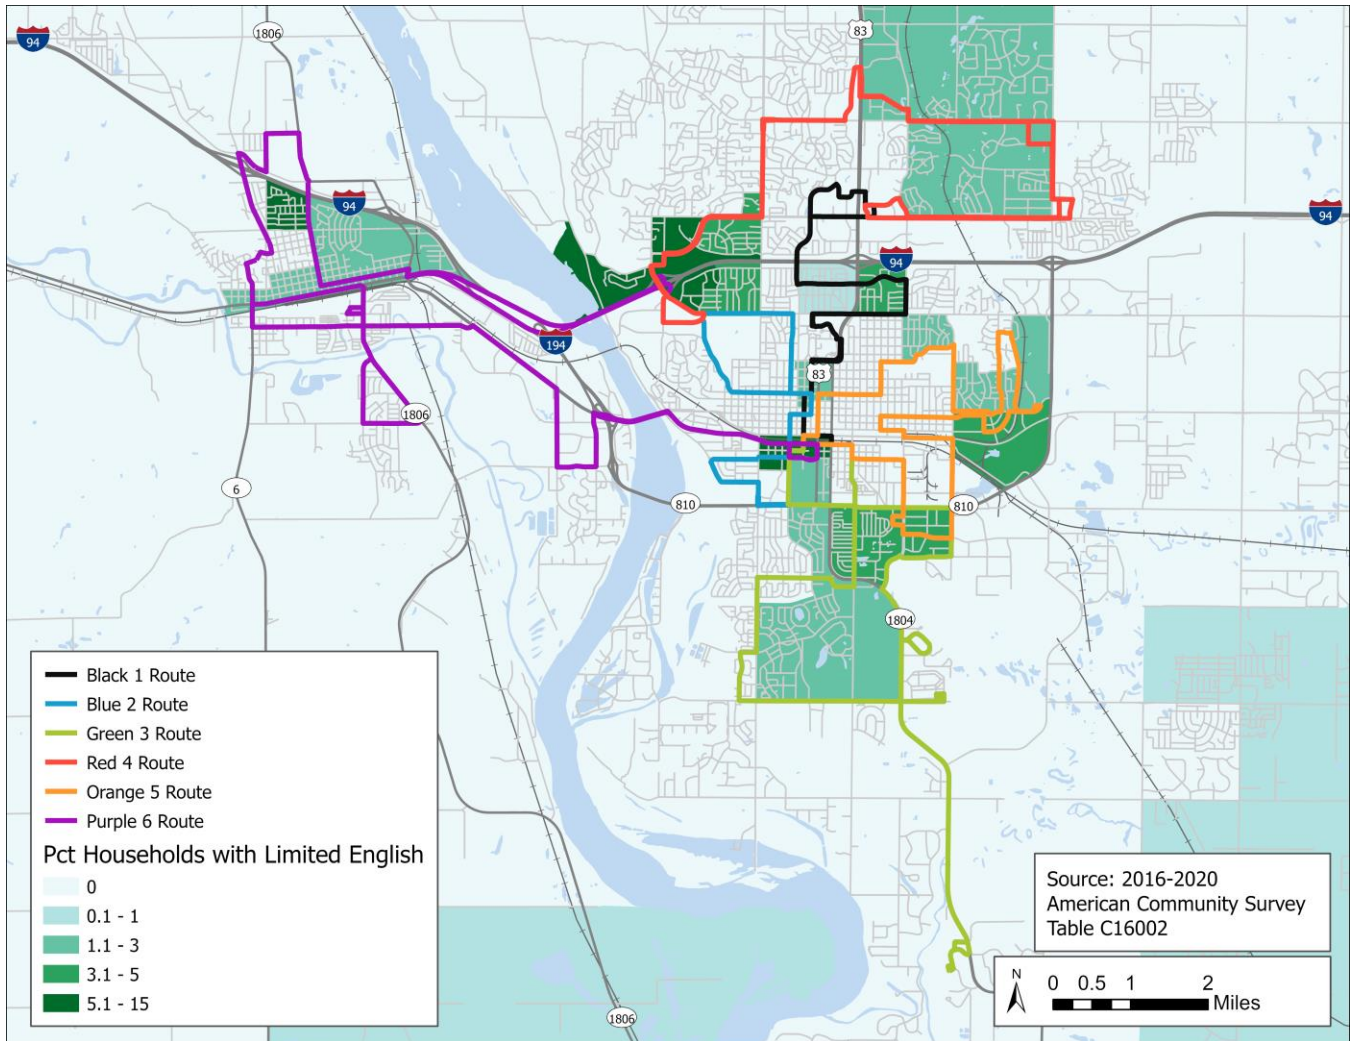 94
1806
83
94
94
94
194
83
1806
6
810
810
1804
Black 1 Route
Blue 2 Route
Green 3 Route
Red 4 Route
Orange 5 Route
Purple 6 Route
Pct Households with Limited English
0
0.1 - 1
1.1 - 3
3.1 - 5
5.1 - 15
1806
Source: 2016-2020
American Community Survey
Table C16002
N
0 0.5 1 2
Miles